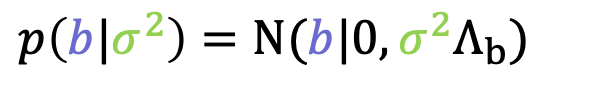 p(b|σ²) = N(b|0, σ²Λ_b)